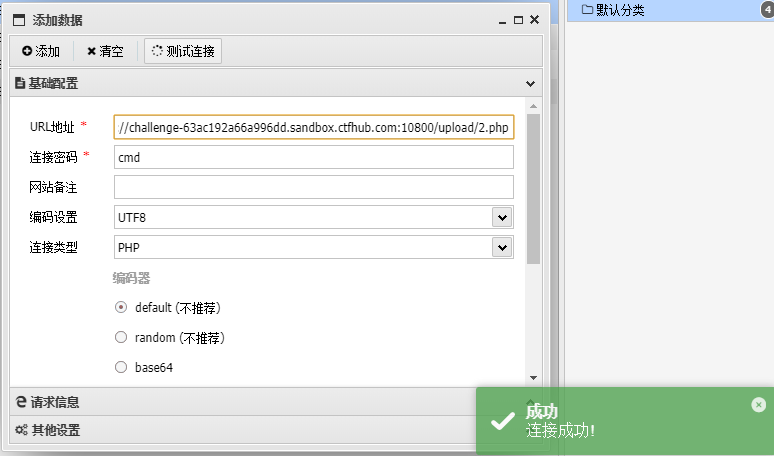 添加数据
默认分类
4
添加
清空
测试连接
基础配置
URL地址 *
//challenge-63ac192a66a996dd.sandbox.ctfhub.com:10800/upload/2.php
连接密码 *
cmd
网站备注
编码设置
UTF8
连接类型
PHP
编码器
default (不推荐)
random (不推荐)
base64
请求信息
其他设置
成功
连接成功!